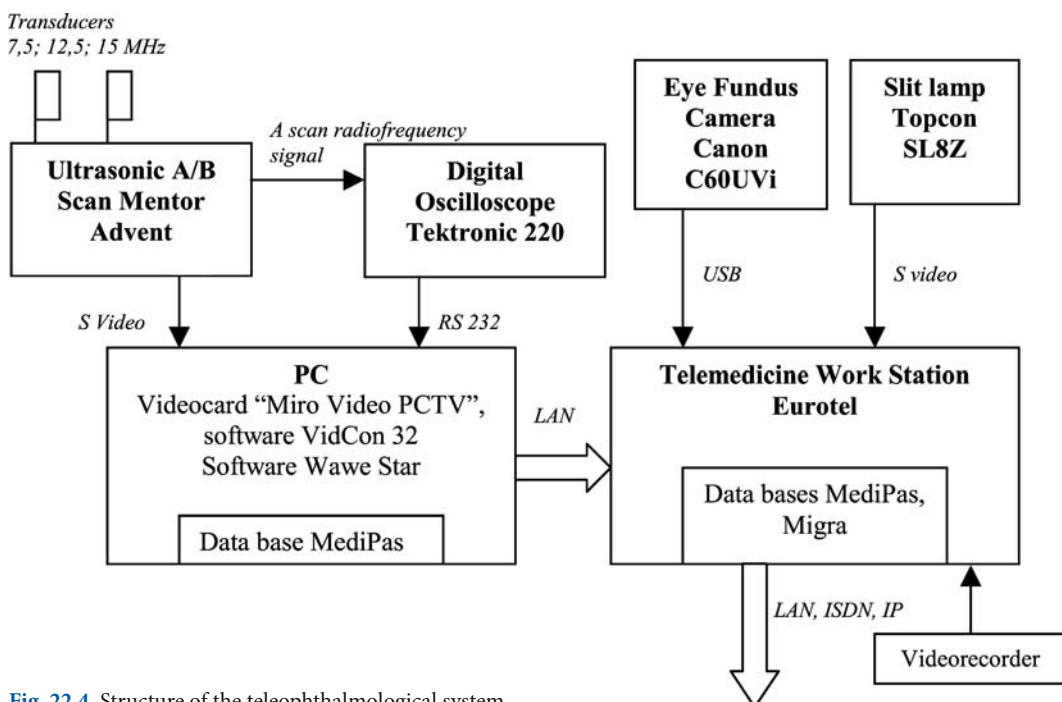 Transducers
7,5; 12,5; 15 MHz
Ultrasonic A/B
Scan Mentor
Advent
A scan radiofrequency
signal
Digital
Oscilloscope
Tektronic 220
Eye Fundus
Camera
Canon
C60UVi
Slit lamp
Topcon
SL8Z
S Video
RS 232
USB
S video
PC
Videocard “Miro Video PCTV”,
software VidCon 32
Software Wawe Star
Data base MediPas
LAN
Telemedicine Work Station
Eurotel
Data bases MediPas,
Migra
LAN, ISDN, IP
Videorecorder
Fig. 22.4 Structure of the teleophthalmological system